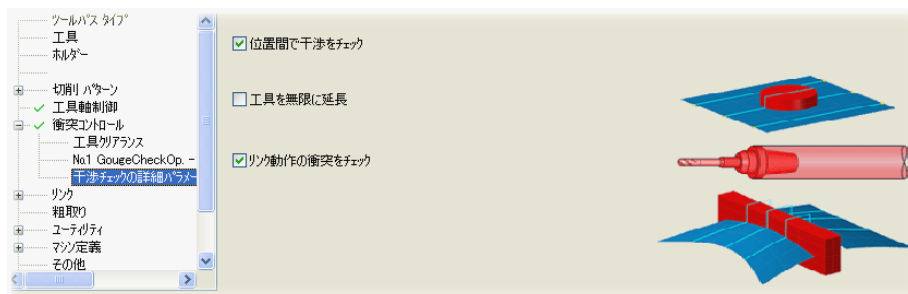 ツールパス タイプ
工具
ホルダー
切削 パターン
工具軸制御
衝突コントロール
工具クリアランス
No.1 GougeCheckOp. -
干渉チェックの詳細パラメー
リンク
粗取り
ユーティリティ
マシン定義
その他
位置間で干渉をチェック
工具を無限に延長
リンク動作の衝突をチェック